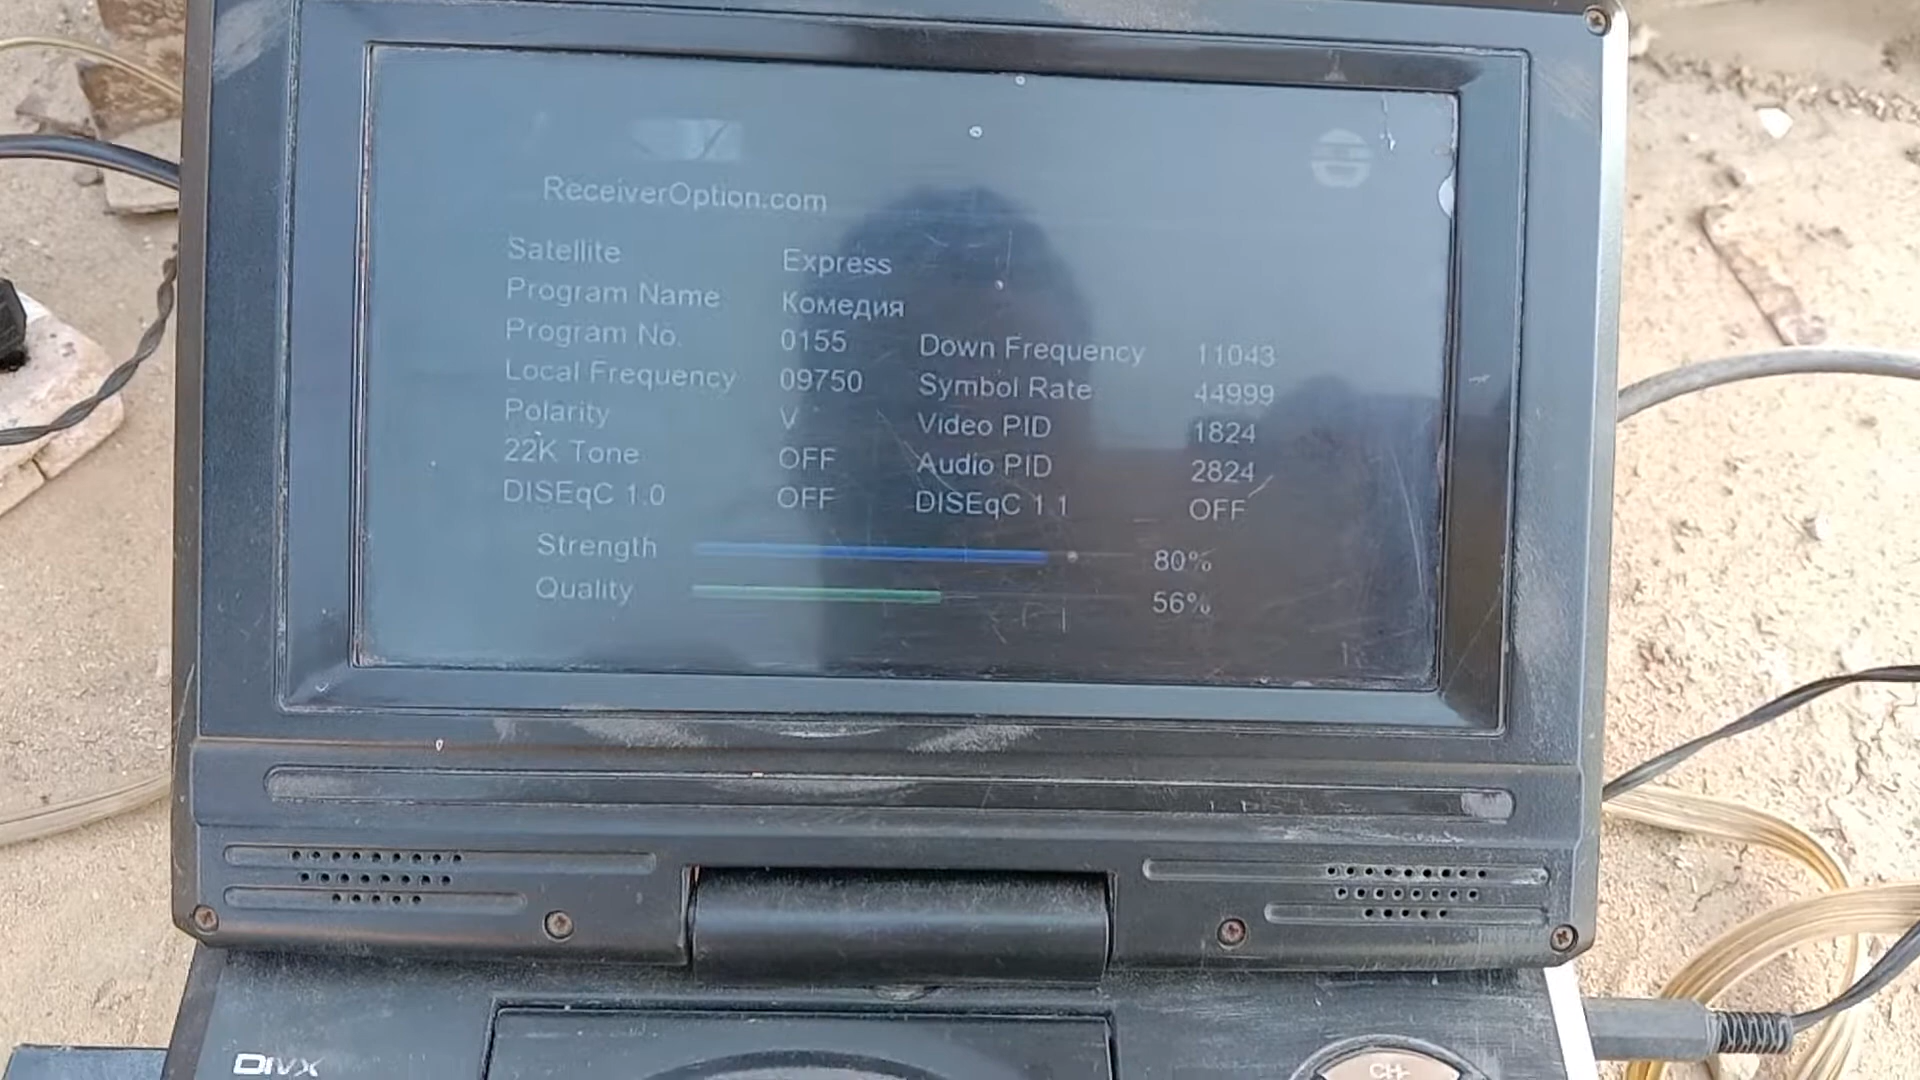 ReceiverOption.com
Satellite Express
Program Name Комедия
Program No. 0155 Down Frequency 11043
Local Frequency 09750 Symbol Rate 44999
Polarity V Video PID 1824
22K Tone OFF Audio PID 2824
DISEqC 1.0 OFF DISEqC 1.1 OFF
Strength 80%
Quality 56%
DIVX
CH-